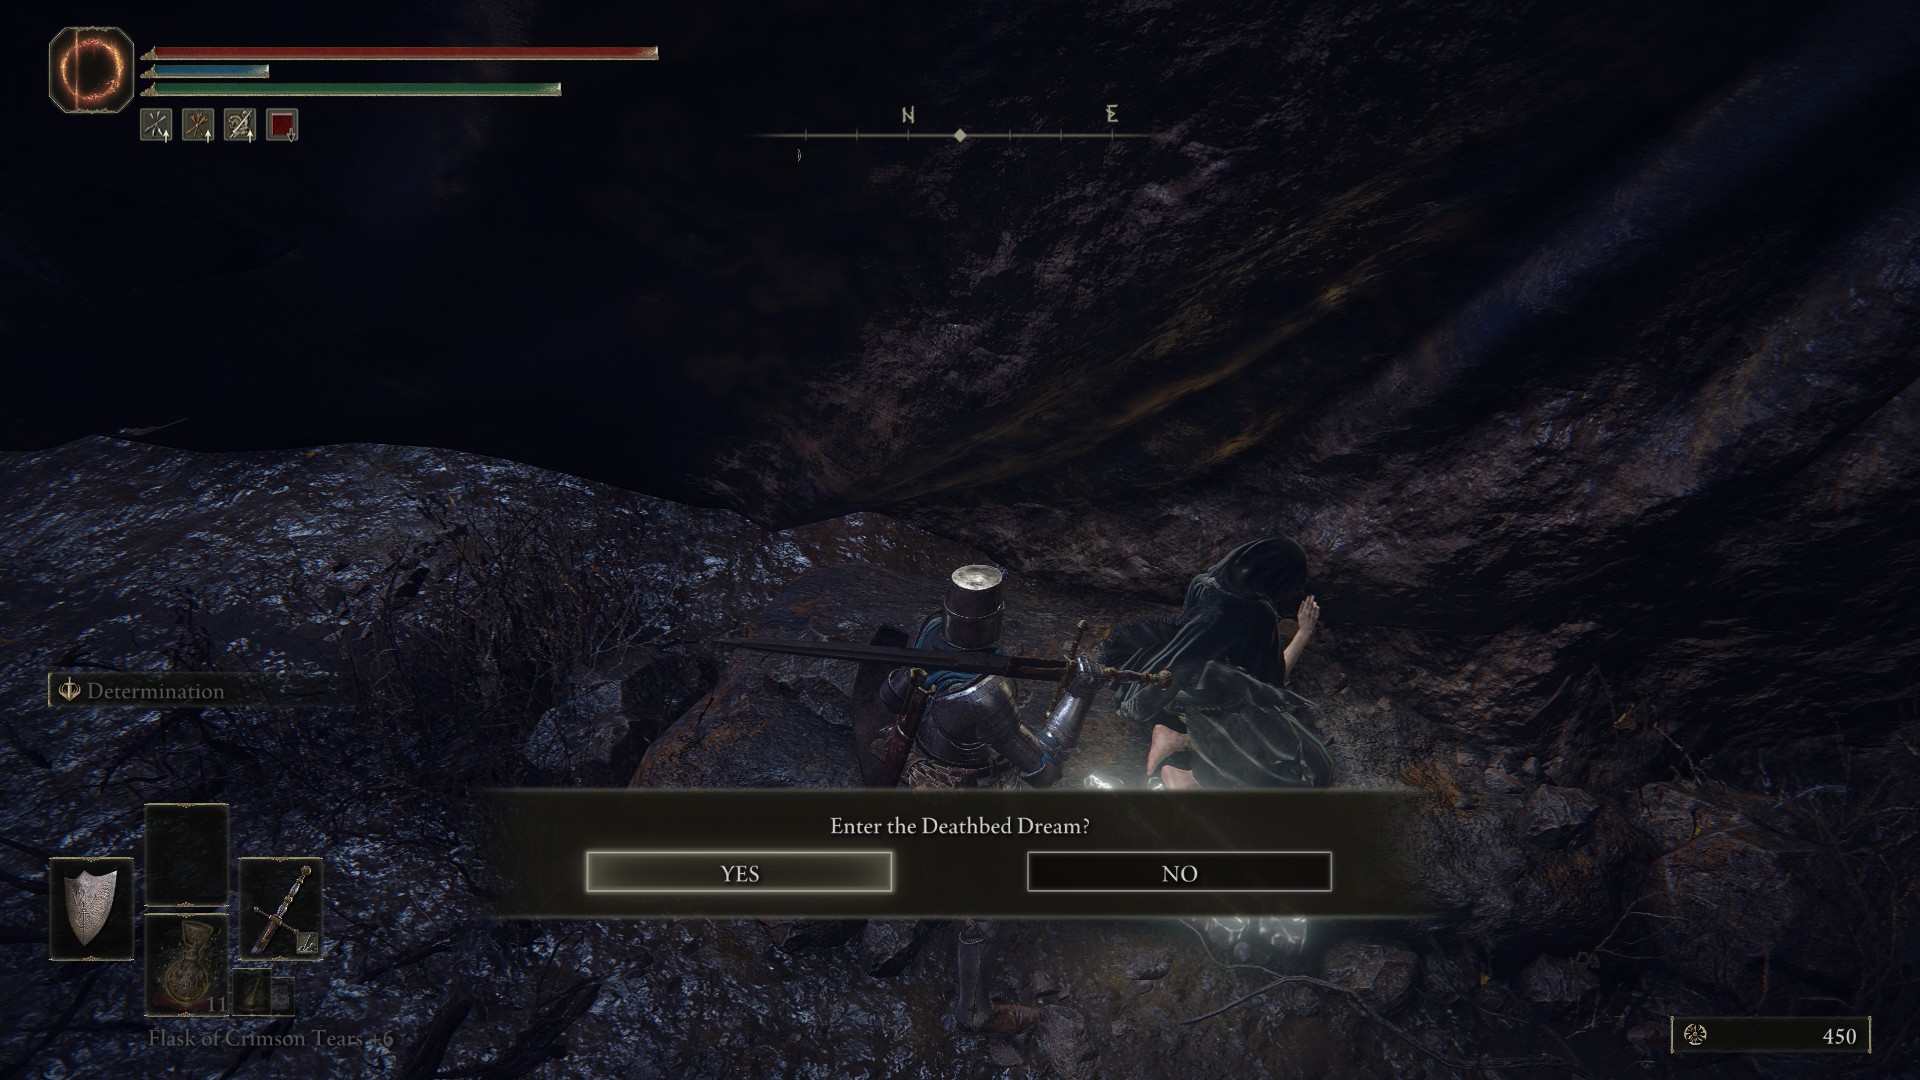 N E
Determination
Enter the Deathbed Dream?
YES NO
11
Flask of Crimson Tears +6
450